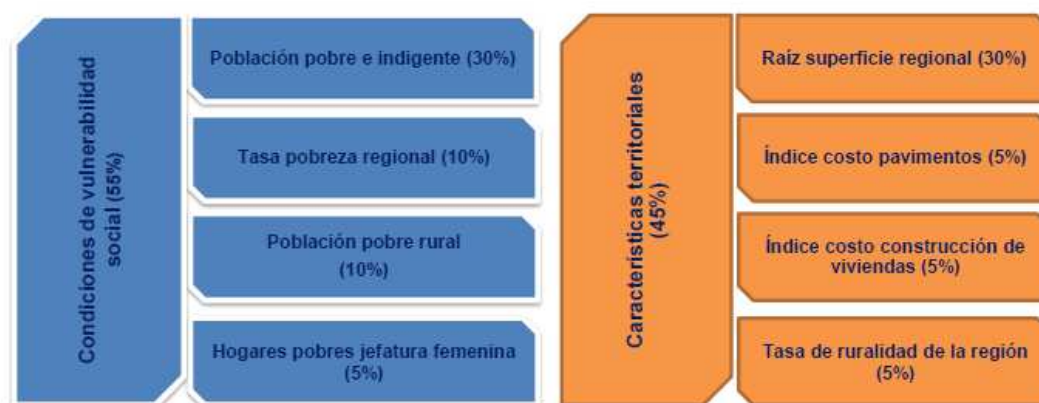 Condiciones de vulnerabilidad
social (55%)
Población pobre e indigente (30%)
Tasa pobreza regional (10%)
Población pobre rural
(10%)
Hogares pobres jefatura femenina
(5%)
Características territoriales
(45%)
Raíz superficie regional (30%)
Índice costo pavimentos (5%)
Índice costo construcción de
viviendas (5%)
Tasa de ruralidad de la región
(5%)